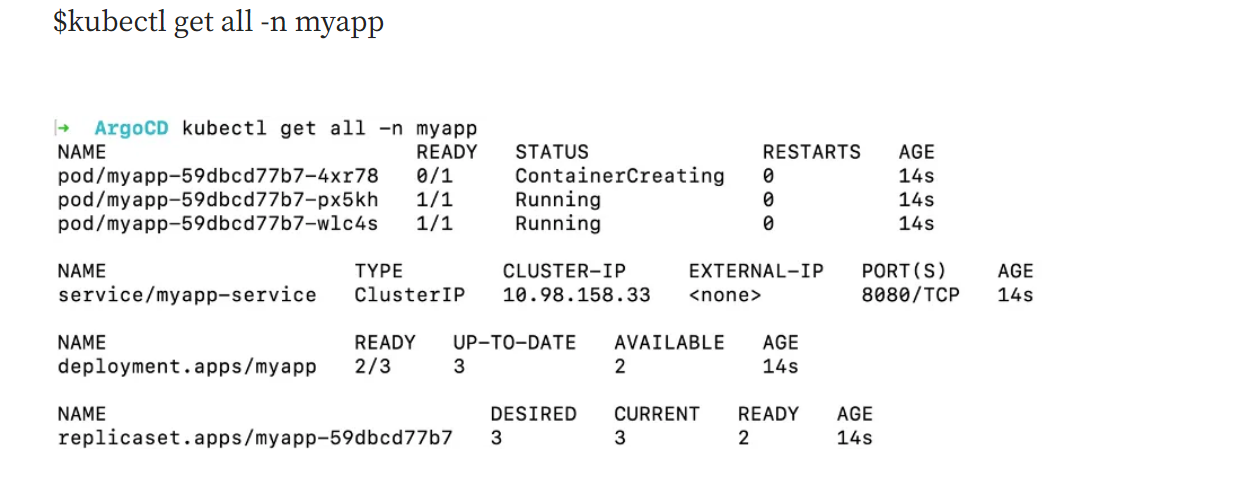 $kubectl get all -n myapp
→ ArgoCD kubectl get all -n myapp
NAME READY STATUS RESTARTS AGE
pod/myapp-59dbcd77b7-4xr78 0/1 ContainerCreating 0 14s
pod/myapp-59dbcd77b7-px5kh 1/1 Running 0 14s
pod/myapp-59dbcd77b7-wlc4s 1/1 Running 0 14s
NAME TYPE CLUSTER-IP EXTERNAL-IP PORT(S) AGE
service/myapp-service ClusterIP 10.98.158.33 <none> 8080/TCP 14s
NAME READY UP-TO-DATE AVAILABLE AGE
deployment.apps/myapp 2/3 3 2 14s
NAME DESIRED CURRENT READY AGE
replicaset.apps/myapp-59dbcd77b7 3 3 2 14s